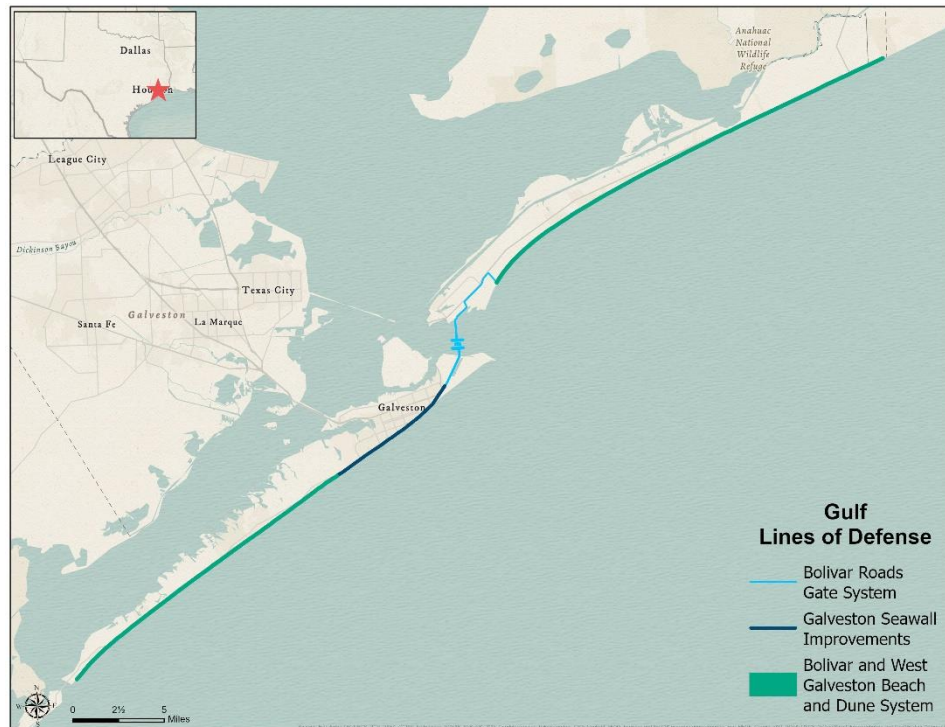 Dallas
Houston
Anahuac
National
Wildlife
Refuge
League City
Dickinson Bayou
Texas City
Galveston
Santa Fe
La Marque
Galveston
Gulf
Lines of Defense
Bolivar Roads
Gate System
Galveston Seawall
Improvements
Bolivar and West
Galveston Beach
and Dune System
N
W
E
S
0
2½
5
Miles